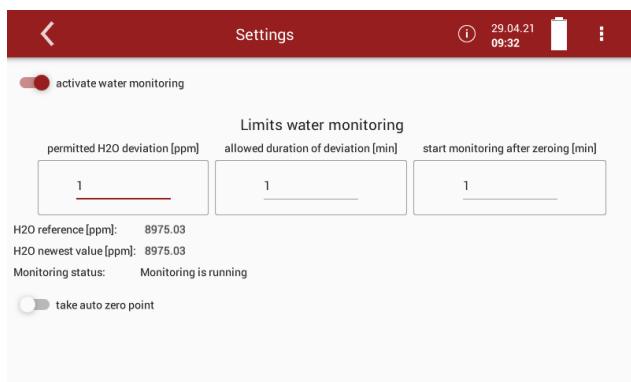 Settings
29.04.21
09:32
activate water monitoring
Limits water monitoring
permitted H2O deviation [ppm] allowed duration of deviation [min] start monitoring after zeroing [min]
1 1 1
H2O reference [ppm]: 8975.03
H2O newest value [ppm]: 8975.03
Monitoring status: Monitoring is running
take auto zero point